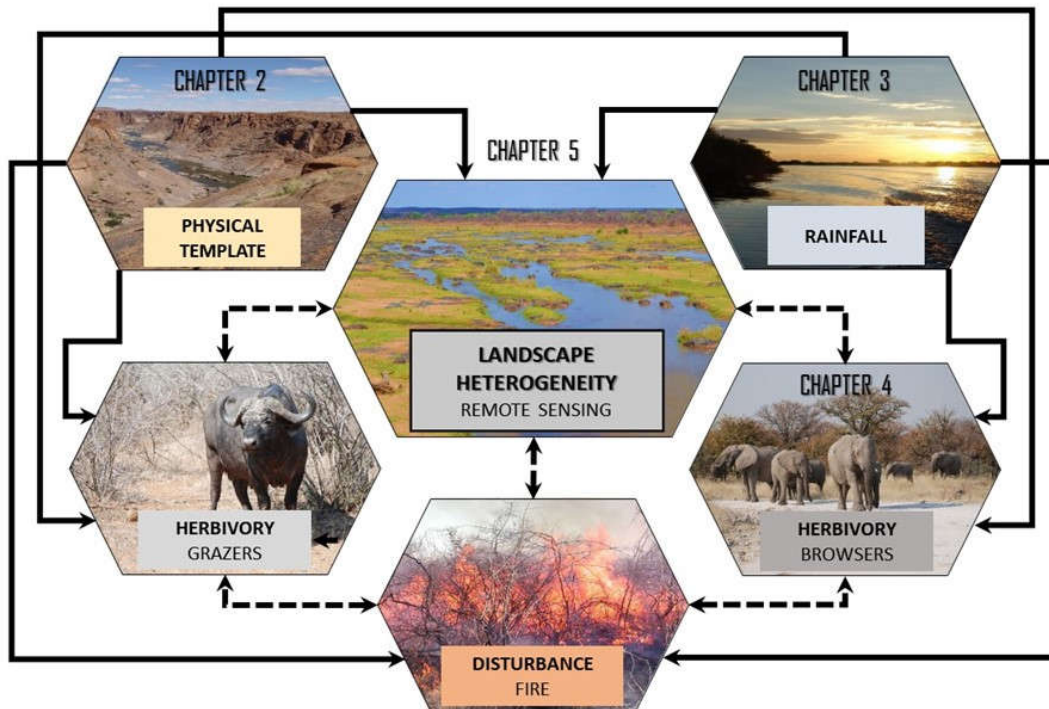 CHAPTER 2
PHYSICAL
TEMPLATE
CHAPTER 3
RAINFALL
CHAPTER 5
LANDSCAPE
HETEROGENEITY
REMOTE SENSING
HERBIVORY
GRAZERS
CHAPTER 4
HERBIVORY
BROWSERS
DISTURBANCE
FIRE